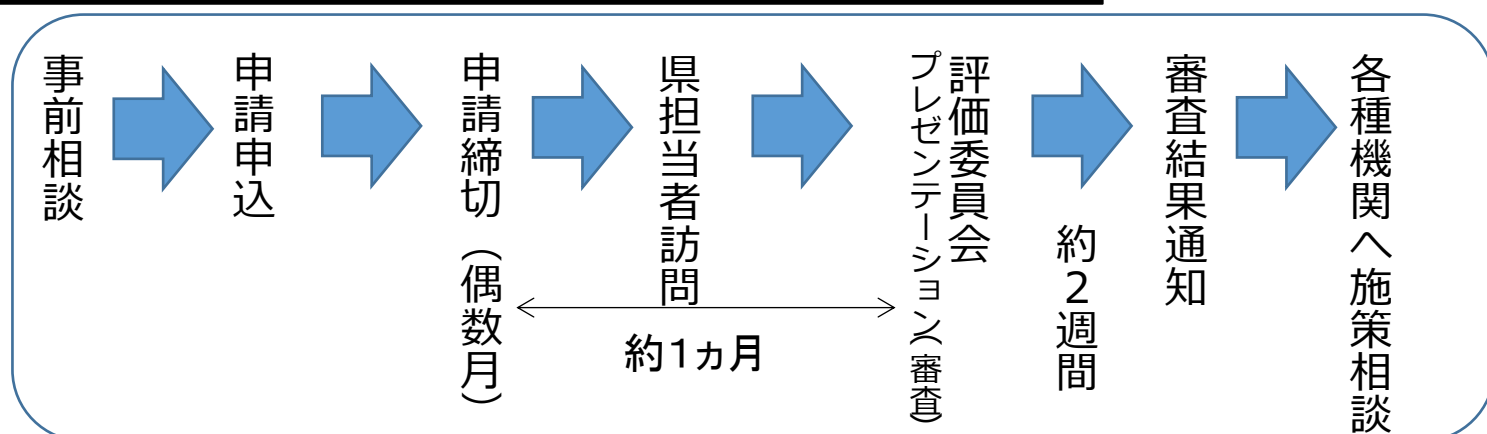 事前相談
申請申込
申請締切（偶数月）
県担当者訪問
約1ヵ月
評価委員会
プレゼンテーション（審査）
約２週間
審査結果通知
各種機関へ施策相談